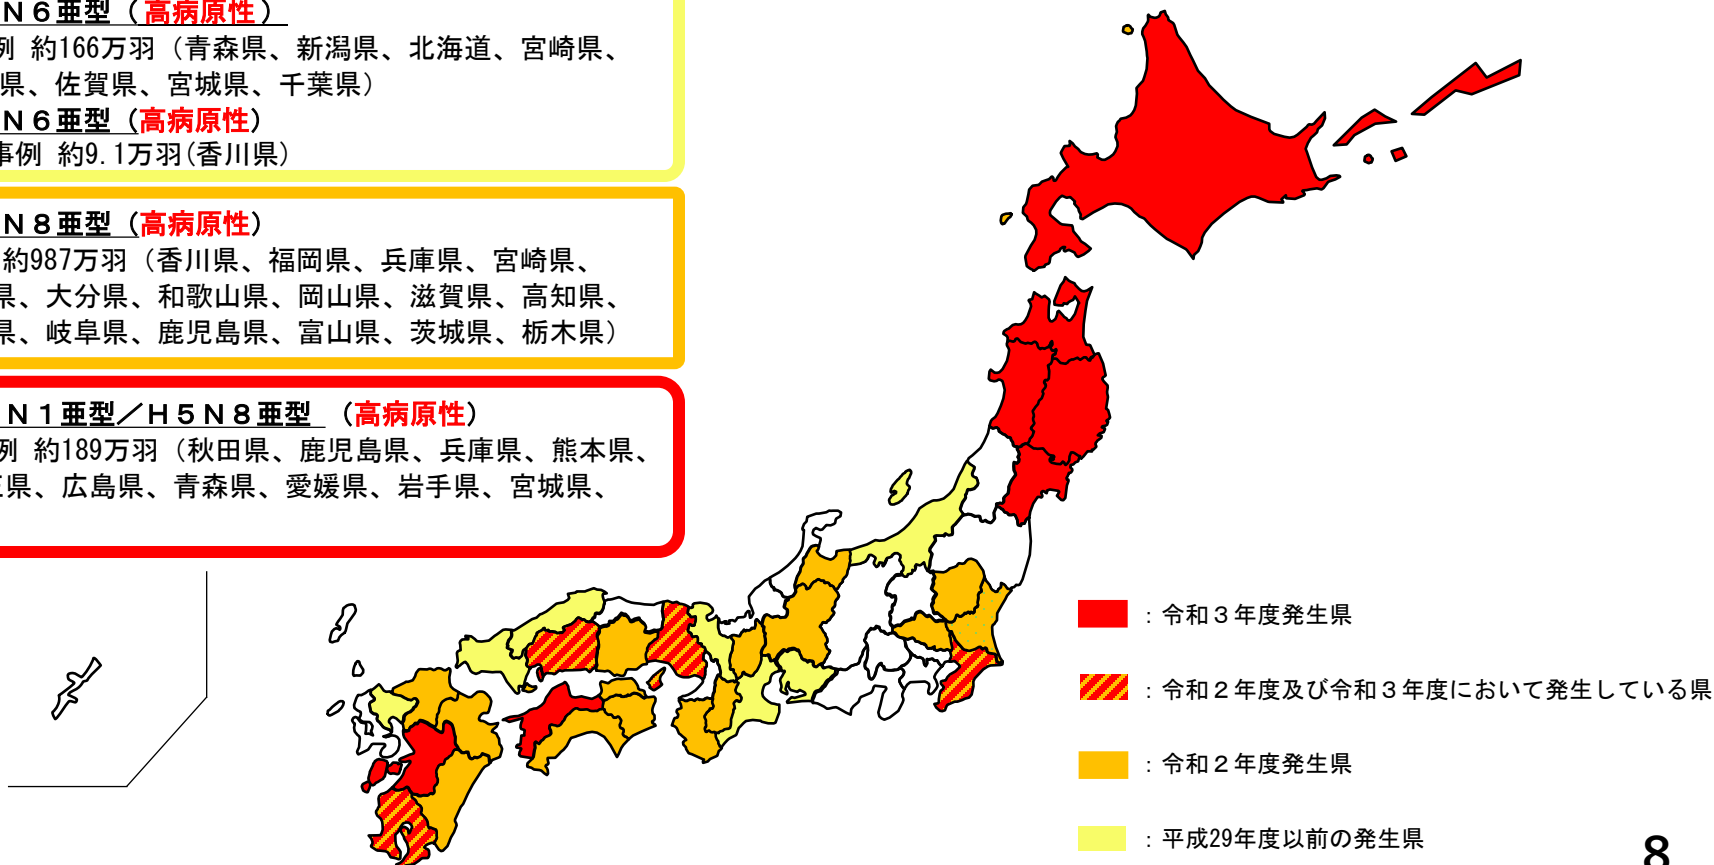 Ｎ６亜型（高病原性）
例 約166万羽（青森県、新潟県、北海道、宮崎県、
県、佐賀県、宮城県、千葉県）
Ｎ６亜型（高病原性）
事例 約9.1万羽(香川県)
Ｎ８亜型（高病原性）
約987万羽（香川県、福岡県、兵庫県、宮崎県、
県、大分県、和歌山県、岡山県、滋賀県、高知県、
県、岐阜県、鹿児島県、富山県、茨城県、栃木県）
Ｎ１亜型／Ｈ５Ｎ８亜型 （高病原性）
例 約189万羽（秋田県、鹿児島県、兵庫県、熊本県、
県、広島県、青森県、愛媛県、岩手県、宮城県、
：令和３年度発生県
：令和２年度及び令和３年度において発生している県
：令和２年度発生県
：平成29年度以前の発生県
8